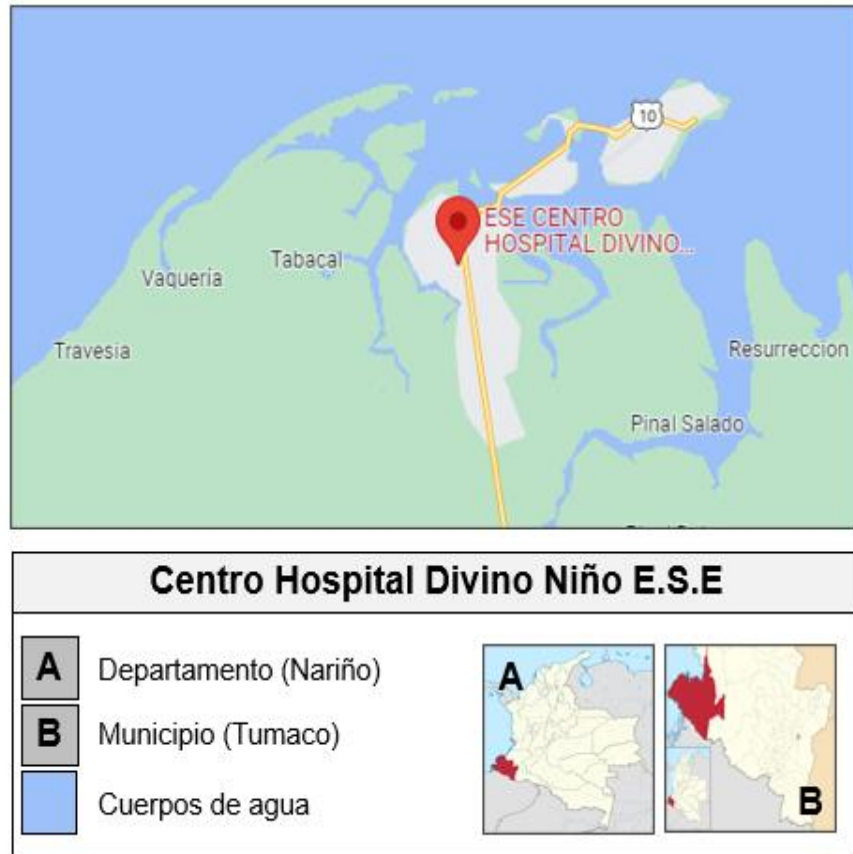 10
ESE CENTRO
HOSPITAL DIVINO...
Tabacal
Vaquería
Travesia
Resurreccion
Pinal Salado
Centro Hospital Divino Niño E.S.E
A Departamento (Nariño)
B Municipio (Tumaco)
Cuerpos de agua
A
B